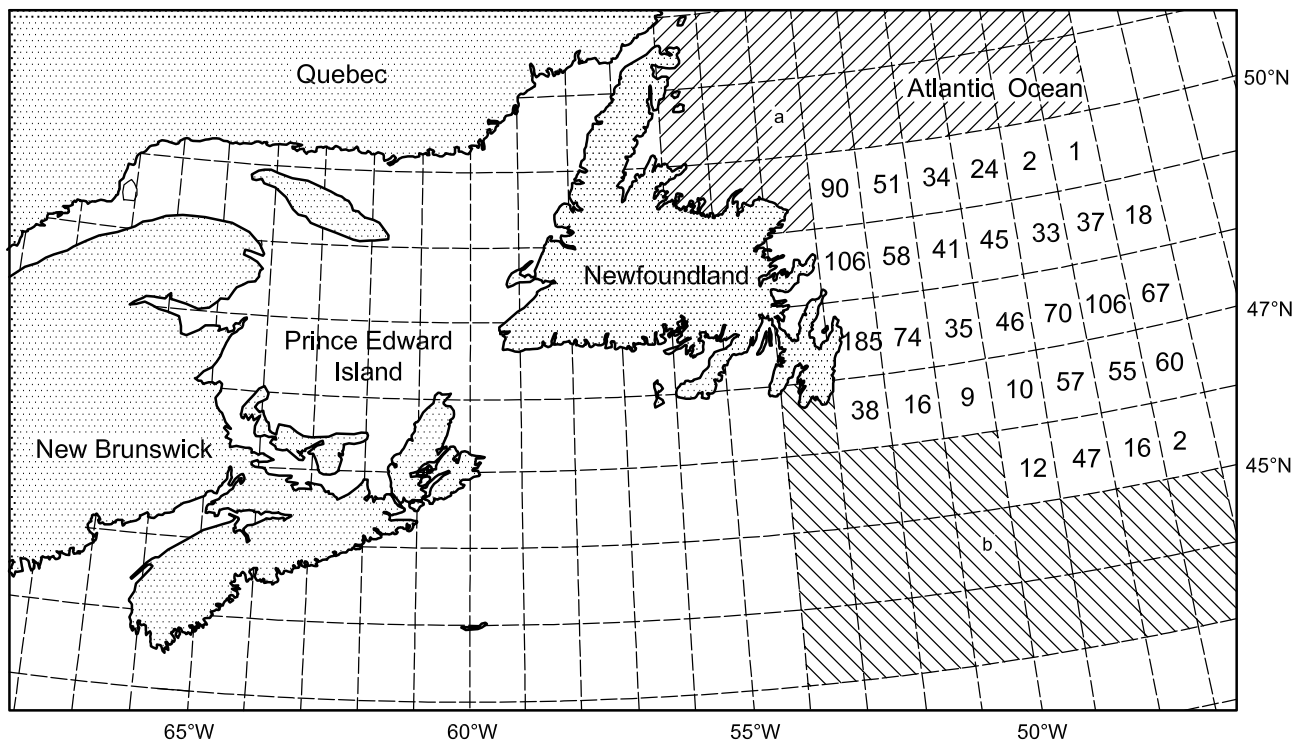 Quebec
Atlantic Ocean
50°N
a
90 51 34 24 2 1
106 58 41 45 33 37 18
Newfoundland
47°N
185 74 35 46 70 106 67
Prince Edward
Island
38 16 9 10 57 55 60
New Brunswick
12 47 16 2
45°N
b
65°W 60°W 55°W 50°W